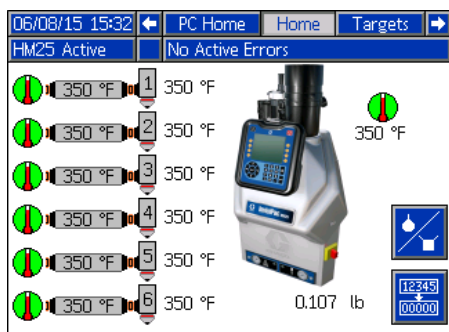 06/08/15 15:32 PC Home Home Targets
HM25 Active No Active Errors
350 °F 1 350 °F
350 °F
350 °F 2 350 °F
350 °F 3 350 °F
350 °F 4 350 °F
350 °F 5 350 °F
350 °F 6 350 °F
0.107 lb
12345
00000